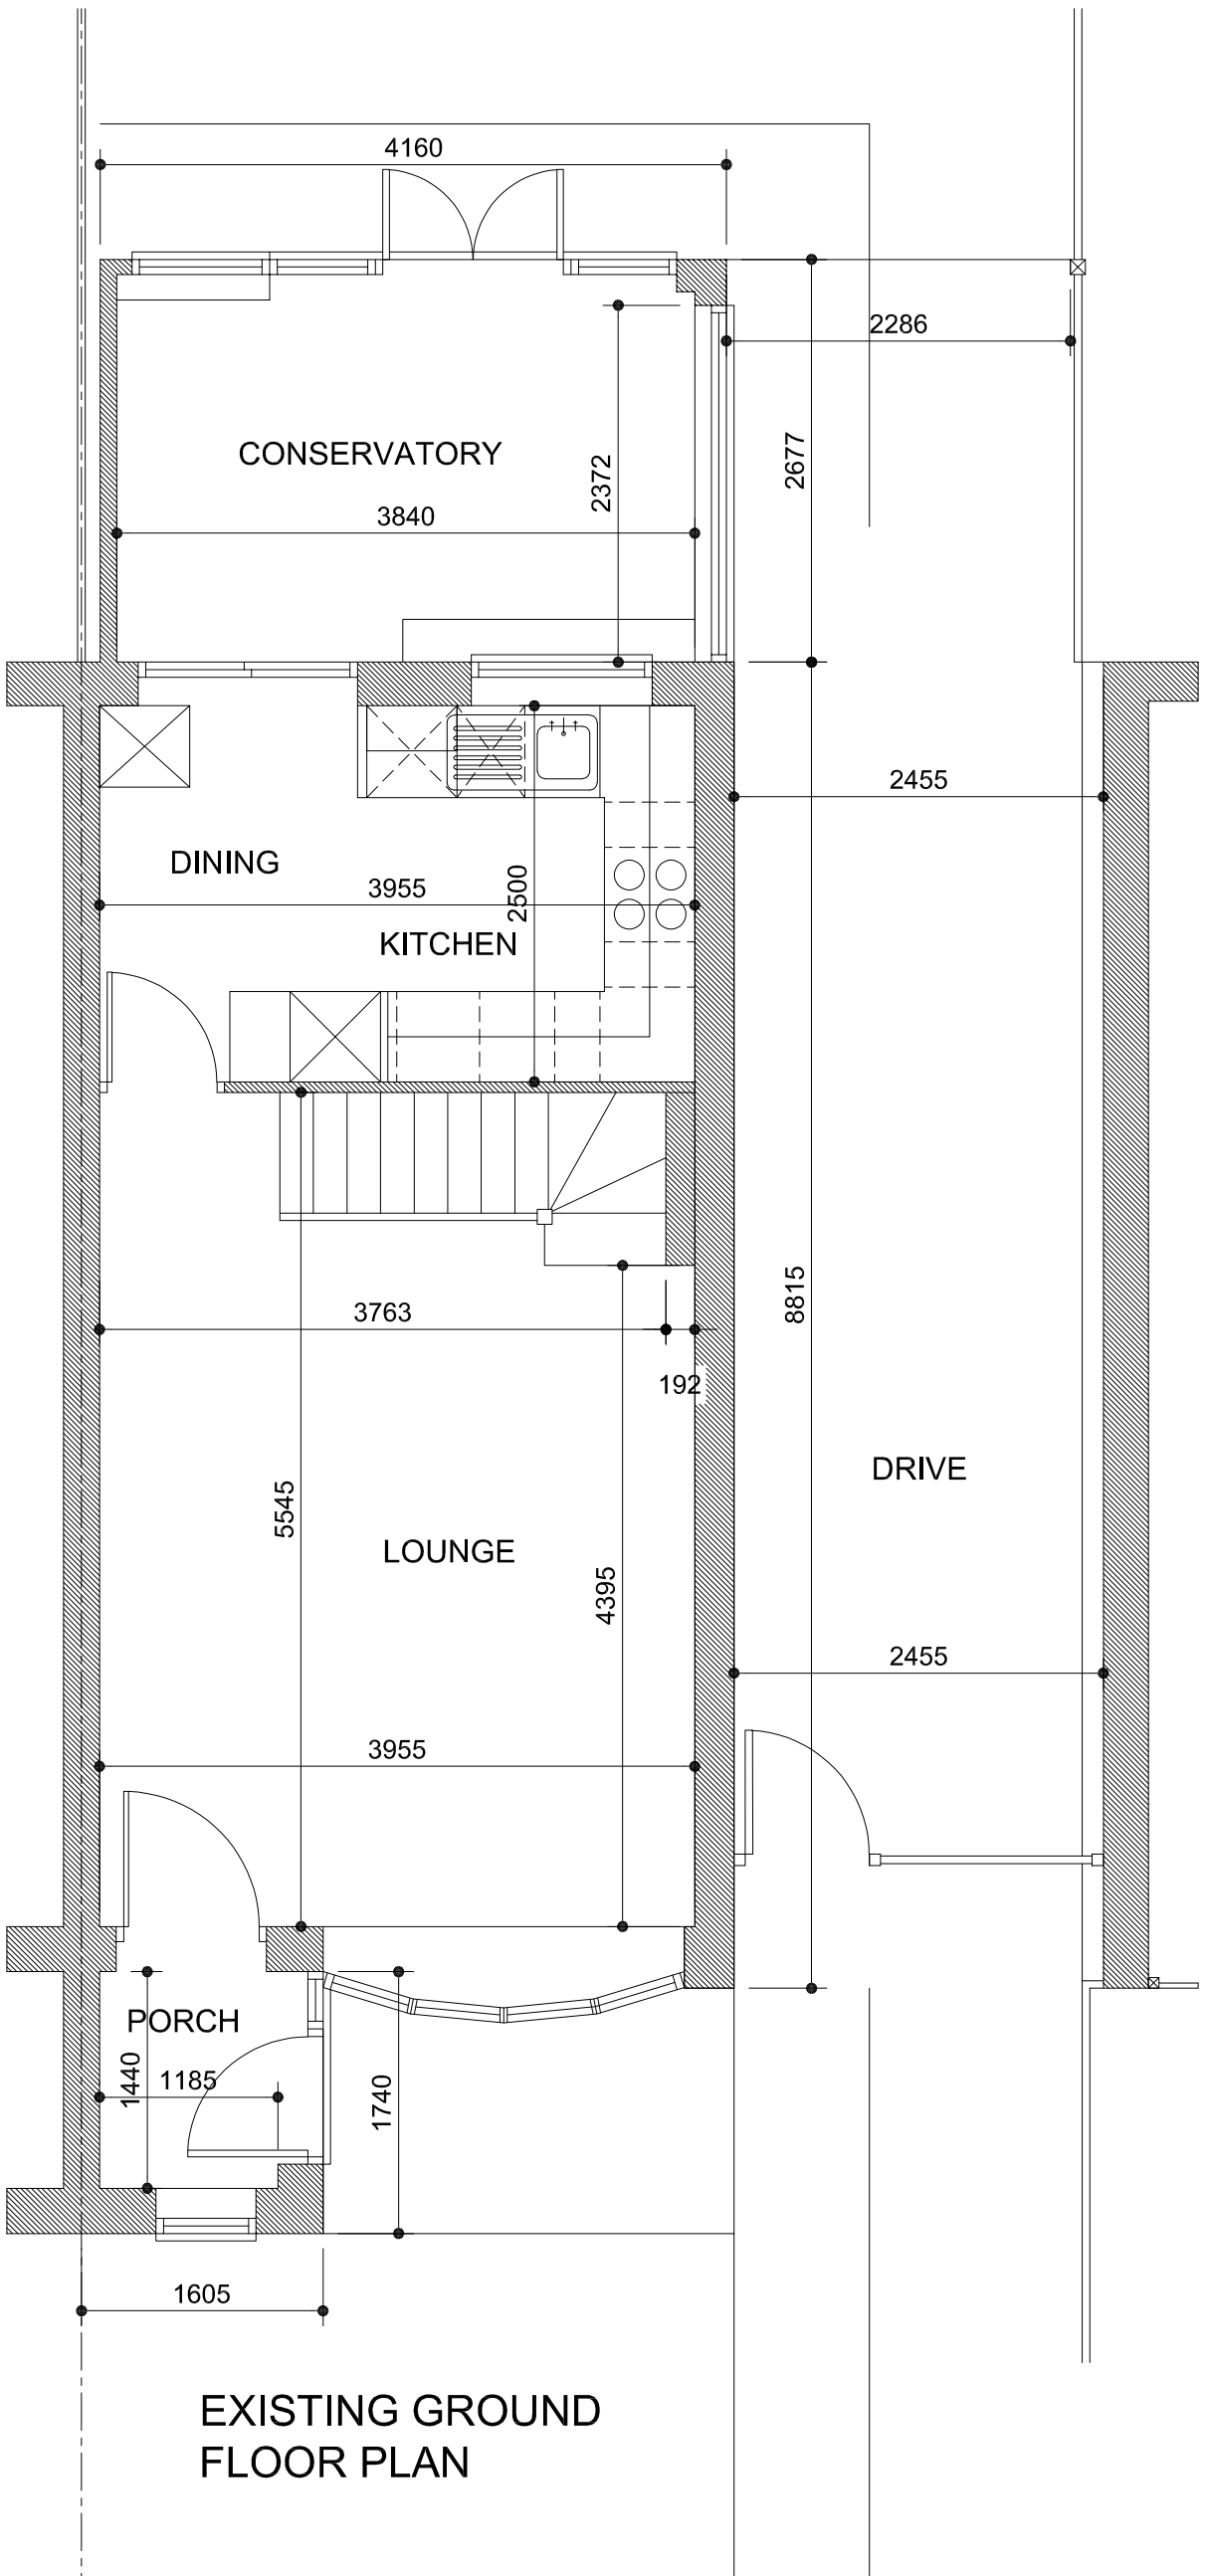 4160
2286
CONSERVATORY
2677
2372
3840
2455
DINING
3955
2500
KITCHEN
8815
3763
192
DRIVE
5545
LOUNGE
4395
2455
3955
PORCH
1440
1185
1740
1605
EXISTING GROUND
FLOOR PLAN